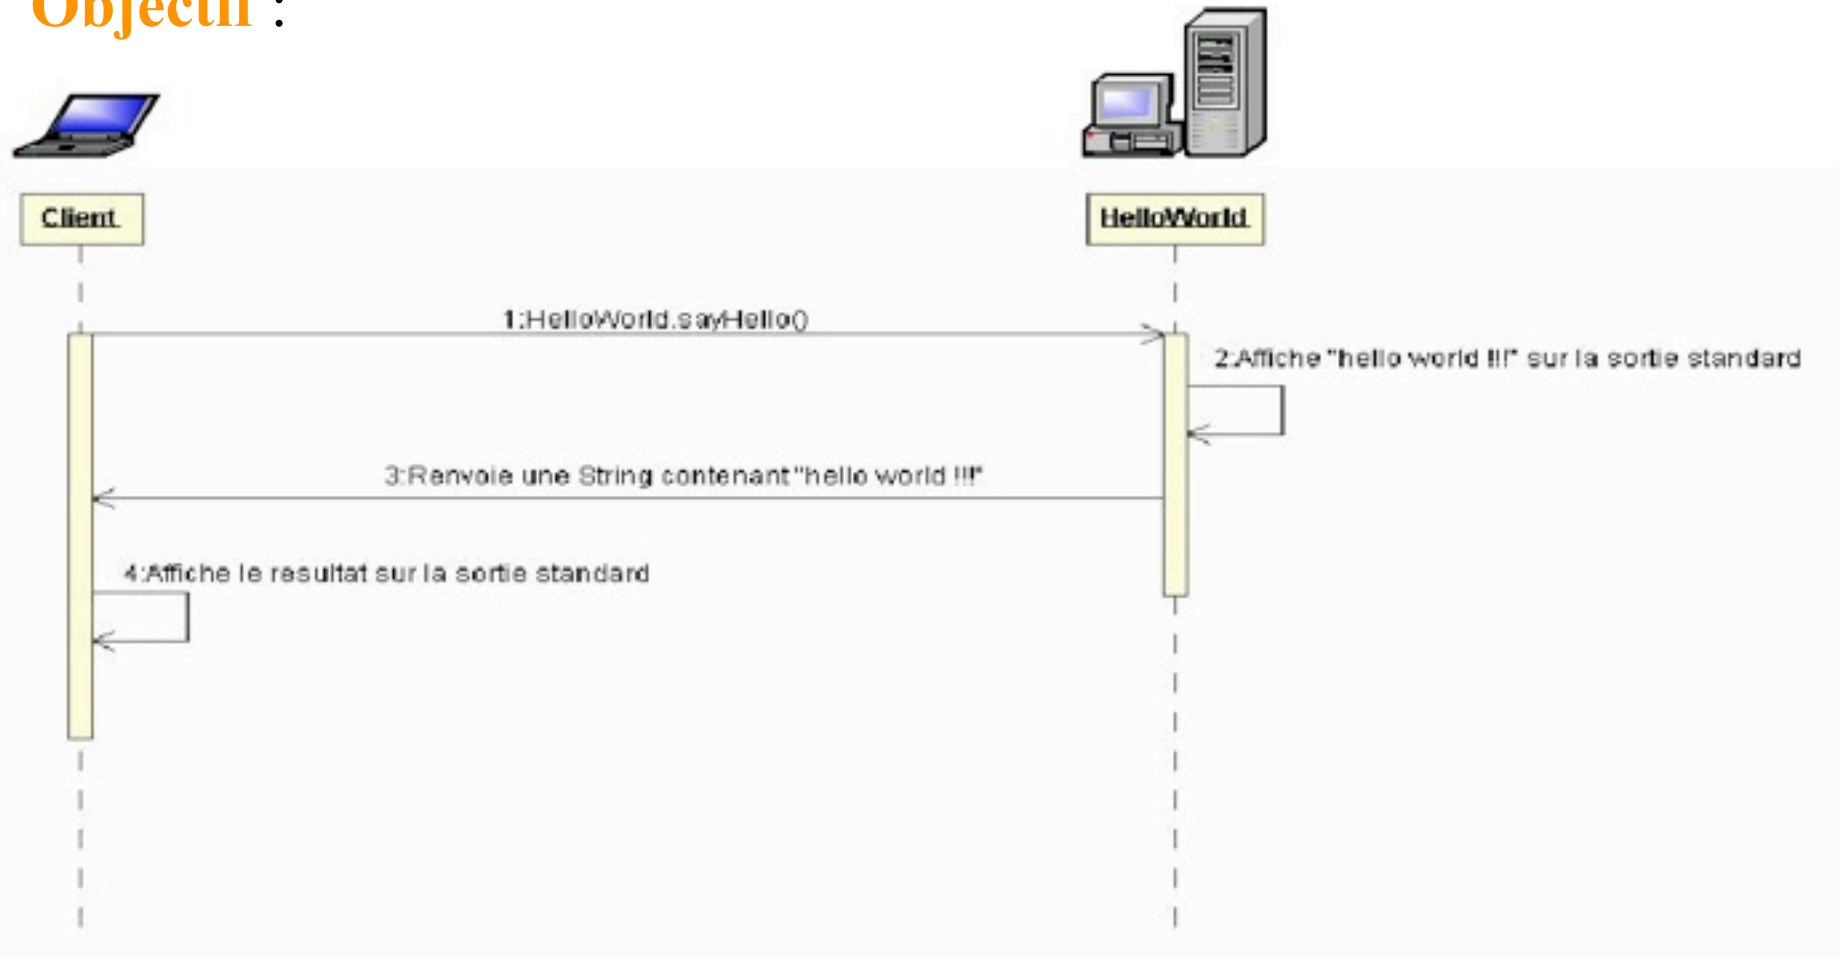 Objectif :
Client
HelloWorld
1:HelloWorld.sayHello()
2:Affiche "hello world !!!" sur la sortie standard
3:Renvoie une String contenant "hello world !!!"
4:Affiche le resultat sur la sortie standard